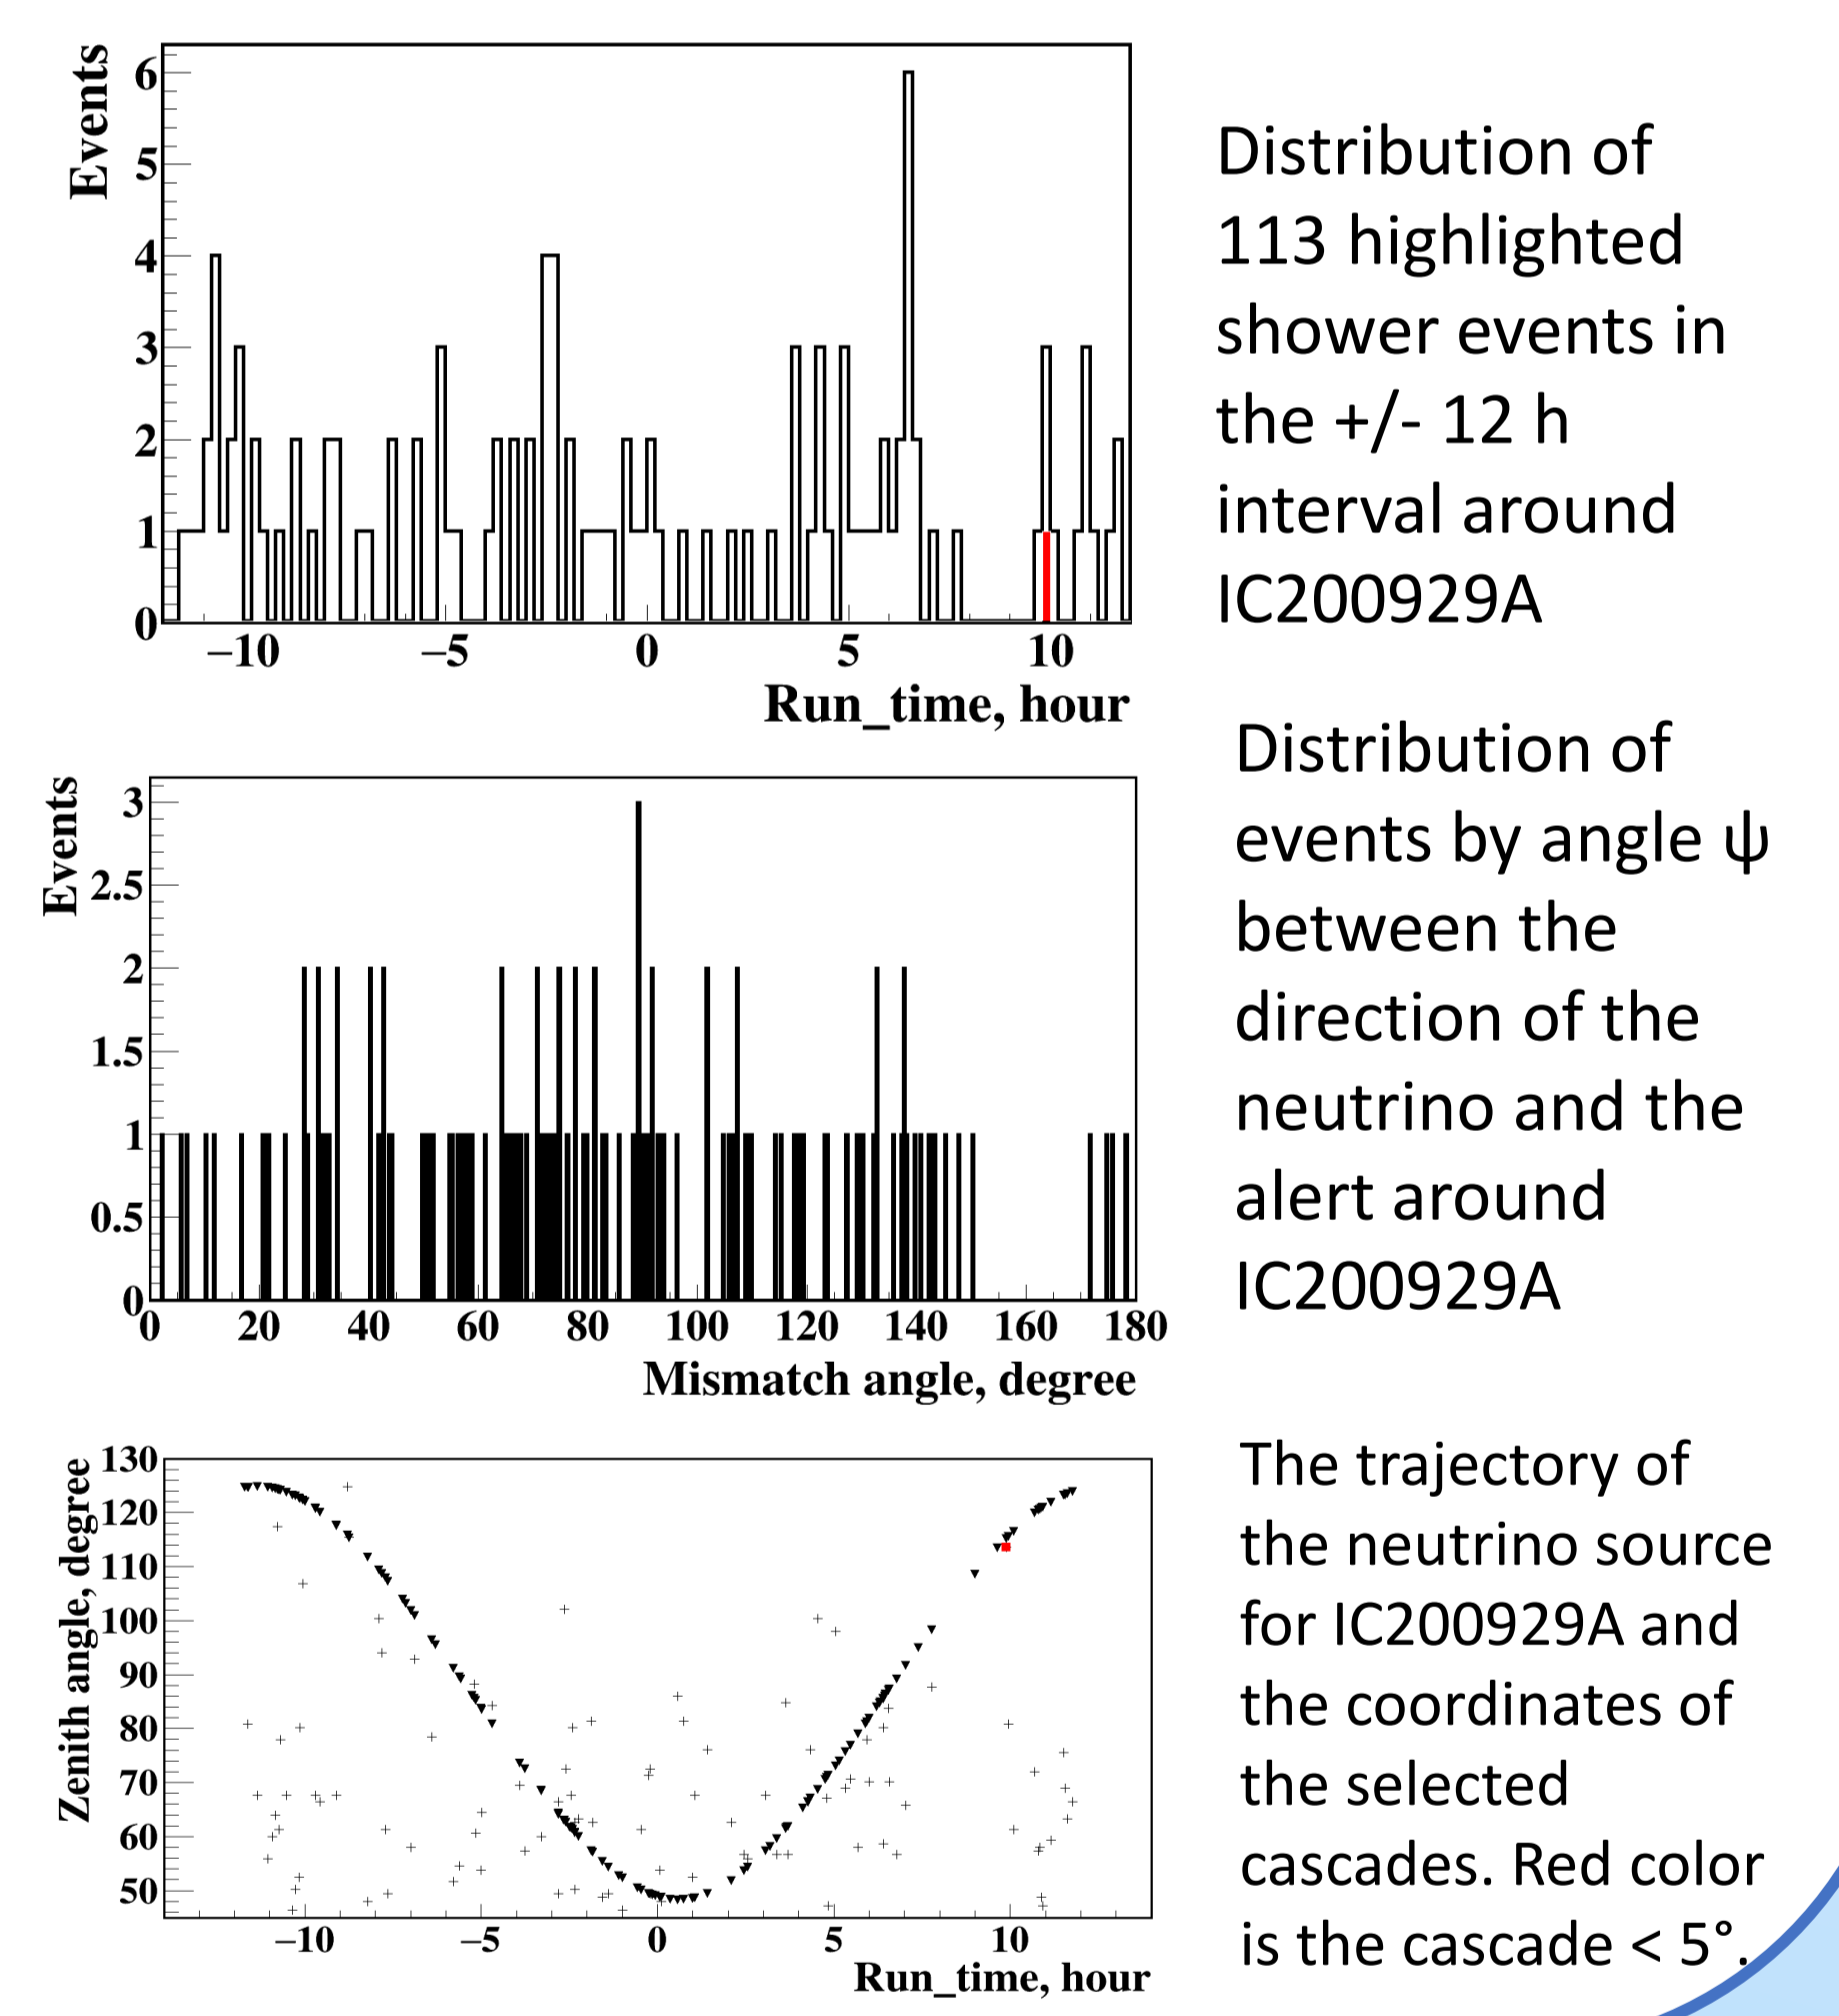 Events
6
5
4
3
2
1
0
−10 −5 0 5 10
Run_time, hour
Distribution of
113 highlighted
shower events in
the +/- 12 h
interval around
IC200929A
Events
3
2.5
2
1.5
1
0.5
0
0 20 40 60 80 100 120 140 160 180
Mismatch angle, degree
Distribution of
events by angle ψ
between the
direction of the
neutrino and the
alert around
IC200929A
Zenith angle, degree
130
120
110
100
90
80
70
60
50
−10 −5 0 5 10
Run_time, hour
The trajectory of
the neutrino source
for IC200929A and
the coordinates of
the selected
cascades. Red color
is the cascade < 5°.